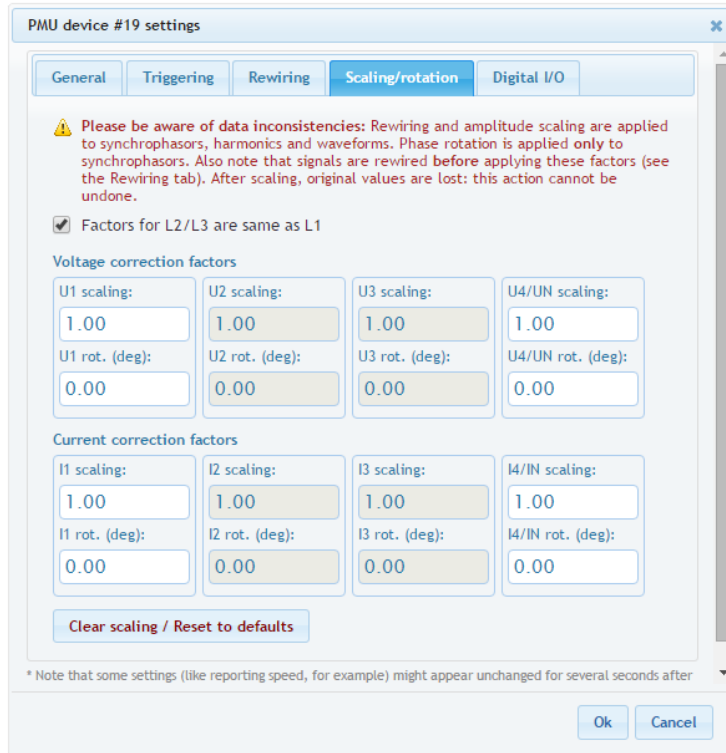 PMU device #19 settings
General Triggering Rewiring Scaling/rotation Digital I/O
Please be aware of data inconsistencies: Rewiring and amplitude scaling are applied
to synchrophasors, harmonics and waveforms. Phase rotation is applied only to
synchrophasors. Also note that signals are rewired before applying these factors (see
the Rewiring tab). After scaling, original values are lost: this action cannot be
undone.
Factors for L2/L3 are same as L1
Voltage correction factors
U1 scaling: U2 scaling: U3 scaling: U4/UN scaling:
1.00 1.00 1.00 1.00
U1 rot. (deg): U2 rot. (deg): U3 rot. (deg): U4/UN rot. (deg):
0.00 0.00 0.00 0.00
Current correction factors
I1 scaling: I2 scaling: I3 scaling: I4/IN scaling:
1.00 1.00 1.00 1.00
I1 rot. (deg): I2 rot. (deg): I3 rot. (deg): I4/IN rot. (deg):
0.00 0.00 0.00 0.00
Clear scaling / Reset to defaults
* Note that some settings (like reporting speed, for example) might appear unchanged for several seconds after
Ok Cancel